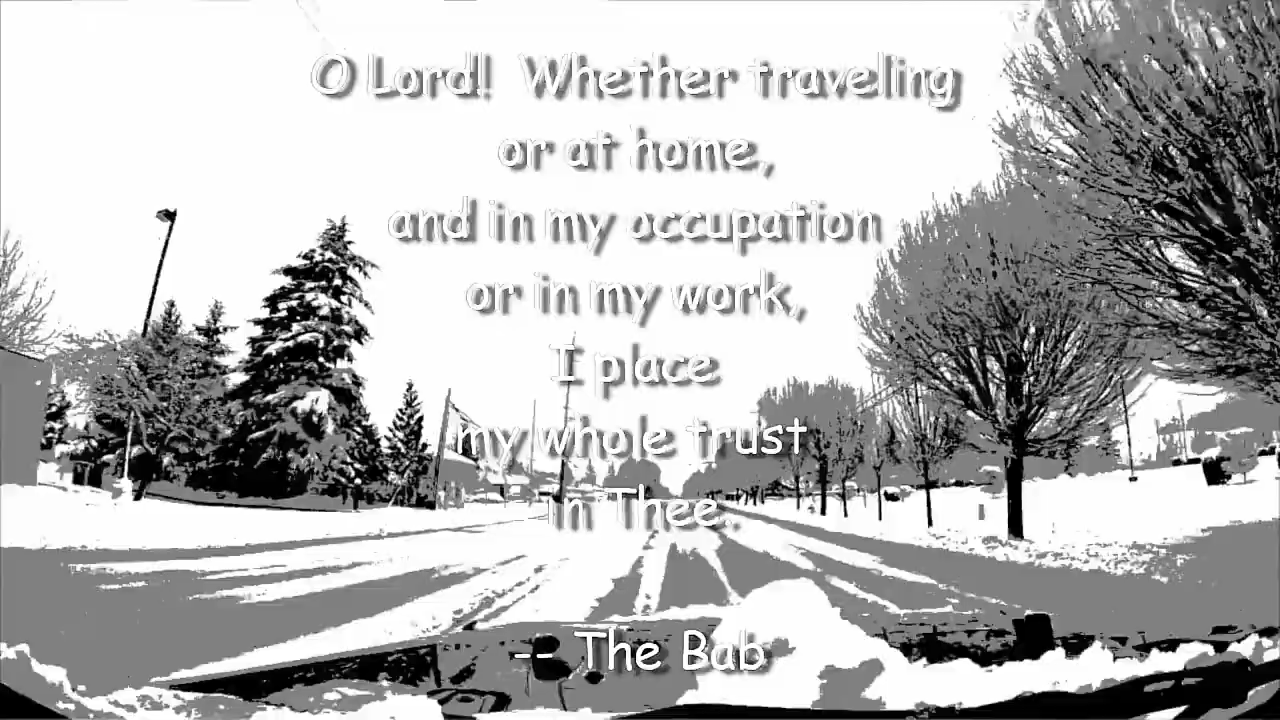 O Lord! Whether traveling
or at home,
and in my occupation
or in my work,
I place
my whole trust
in Thee..
-- The Bab